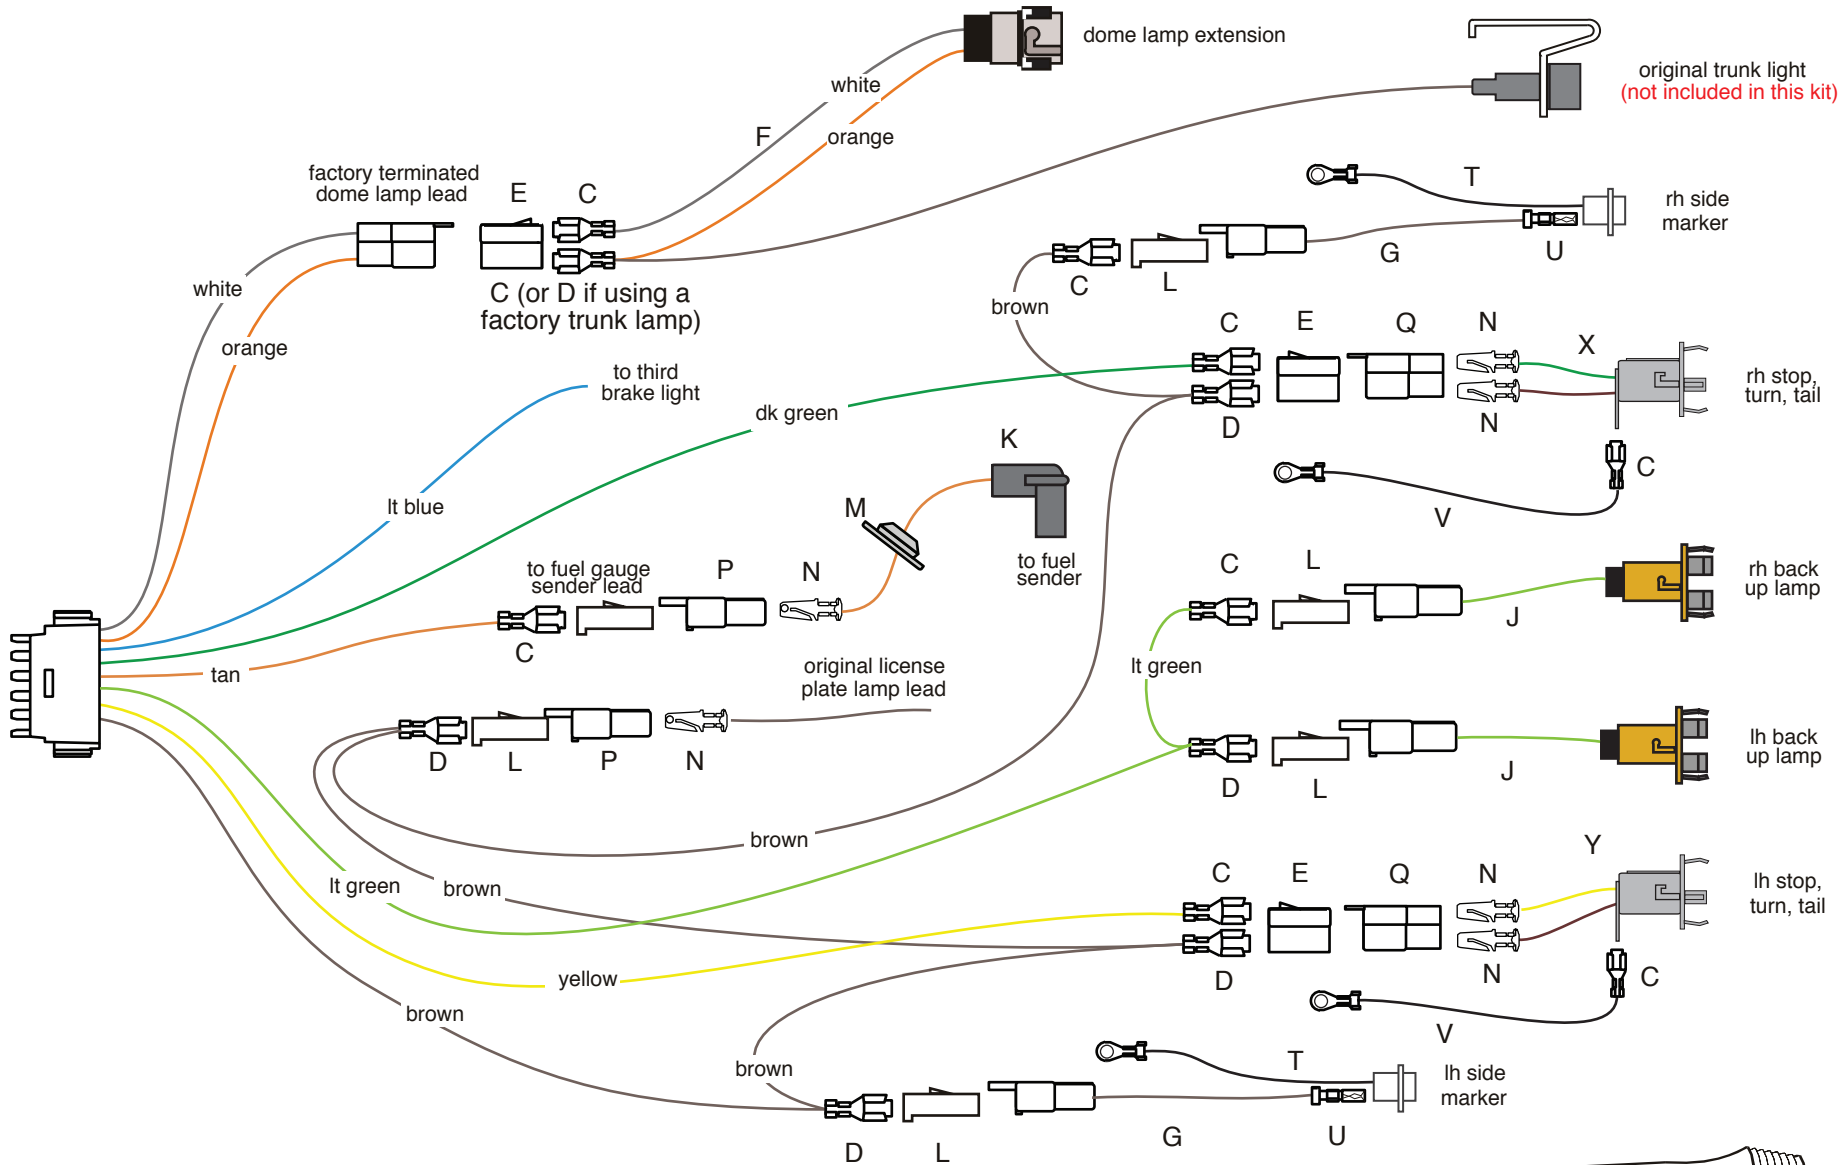 dome lamp extension
original trunk light
(not included in this kit)
white
F
orange
factory terminated
dome lamp lead
E
C
T
rh side
marker
G
U
C
L
white
C (or D if using a
factory trunk lamp)
brown
orange
C
E
Q
N
X
to third
brake light
rh stop,
turn, tail
dk green
D
N
K
C
lt blue
M
V
to fuel
sender
to fuel gauge
sender lead
P
N
C
L
rh back
up lamp
J
C
tan
original license
plate lamp lead
lt green
D
L
P
N
lh back
up lamp
D
L
J
brown
Y
lt green
brown
C
E
Q
N
lh stop,
turn, tail
yellow
D
N
C
brown
V
brown
T
lh side
marker
D
L
G
U